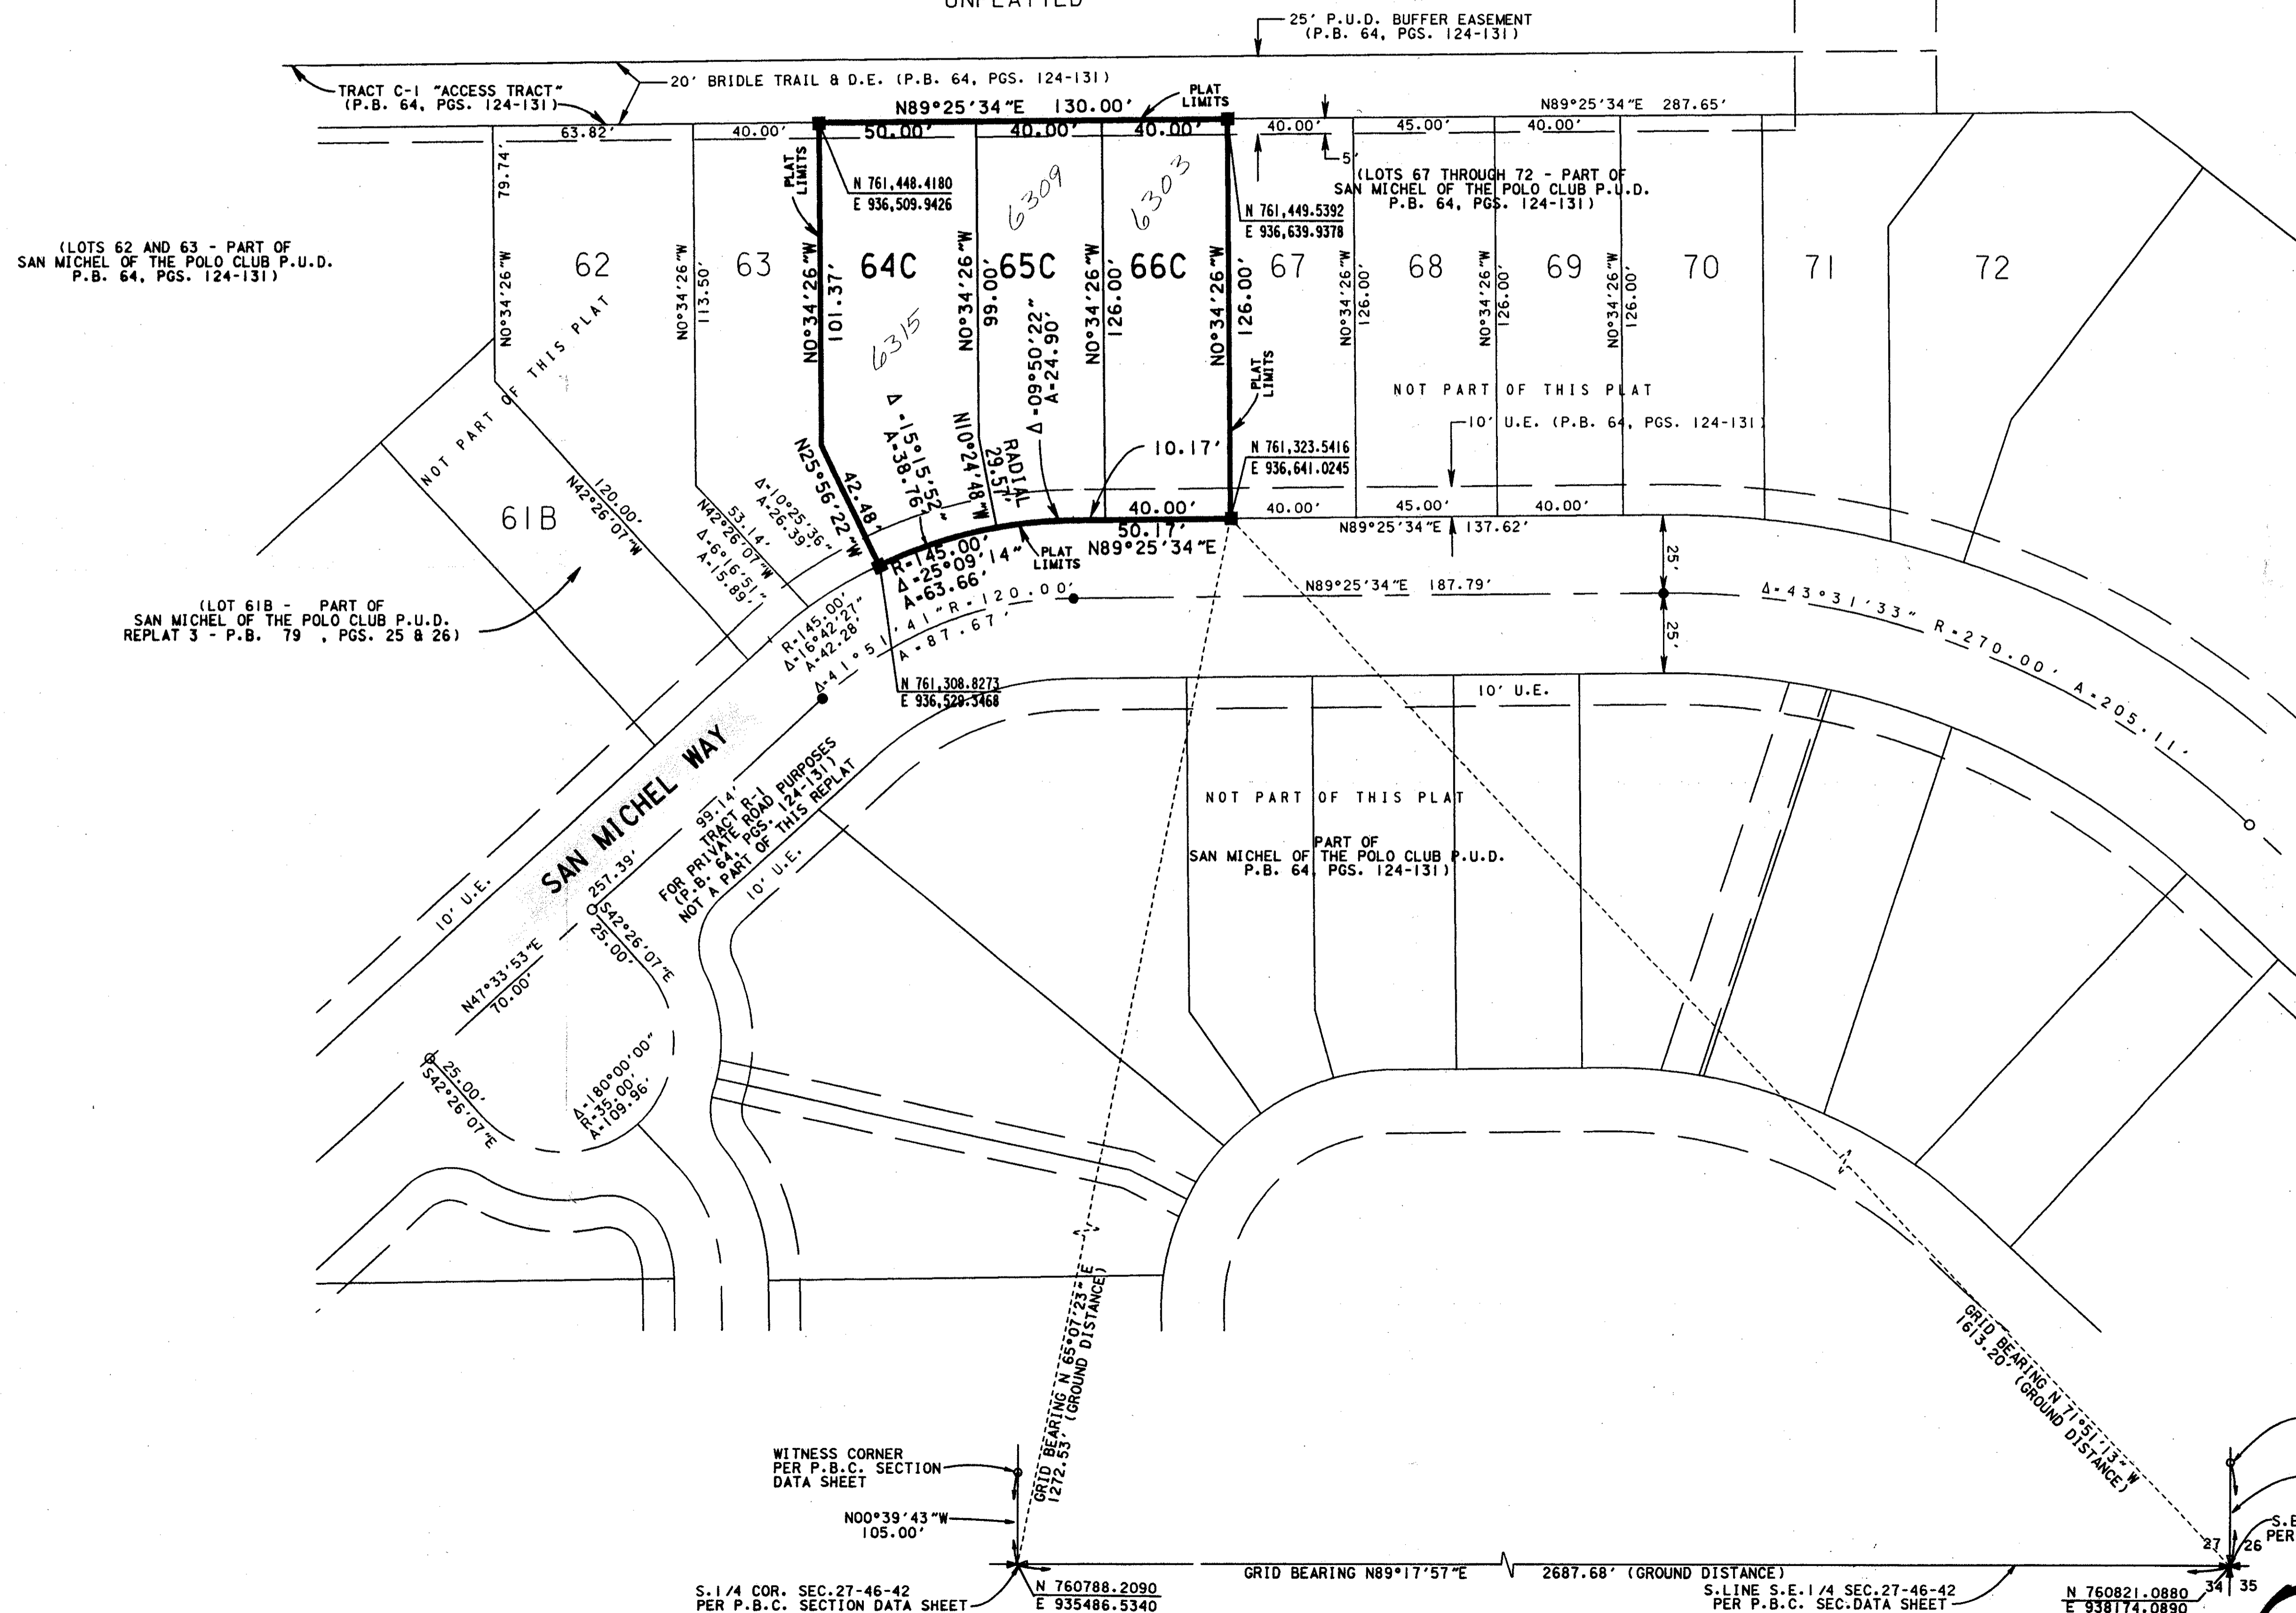 UNPLATTED
25' P.U.D. BUFFER EASEMENT
(P.B. 64, PGS. 124-131)
20' BRIDLE TRAIL & D.E. (P.B. 64, PGS. 124-131)
TRACT C-1 "ACCESS TRACT"
(P.B. 64, PGS. 124-131)
N89°25'34"E 130.00'
PLAT
LIMITS
N89°25'34"E 287.65'
63.82'
40.00'
50.00'
40.00'
40.00'
40.00'
45.00'
40.00'
5'
79.74'
PLAT
LIMITS
N 761,448.4180
E 936,509.9426
6309
6303
(LOTS 67 THROUGH 72 - PART OF
SAN MICHEL OF THE POLO CLUB P.U.D.
P.B. 64, PGS. 124-131)
N 761,449.5392
E 936,639.9378
(LOTS 62 AND 63 - PART OF
SAN MICHEL OF THE POLO CLUB P.U.D.
P.B. 64, PGS. 124-131)
62
63
64C
65C
66C
67
68
69
70
71
72
N0°34'26"W
N0°34'26"W
113.50'
N0°34'26"W
101.37'
N0°34'26"W
99.00'
N0°34'26"W
126.00'
N0°34'26"W
126.00'
N0°34'26"W
126.00'
N0°34'26"W
126.00'
N0°34'26"W
126.00'
6315
Δ=09°50'22"
A=24.90'
NOT PART OF THIS PLAT
PLAT
LIMITS
NOT PART OF THIS PLAT
10' U.E. (P.B. 64, PGS. 124-131)
Δ=15°15'52"
A=38.76'
N10°24'48"W
RADIAL
29.57'
10.17'
N 761,323.5416
E 936,641.0245
N25°56'22"W
42.48'
61B
120.00'
N42°26'07"W
Δ=10°25'36"
A=26.39'
53.14'
N42°26'07"W
Δ=6°16'51"
A=15.89'
40.00'
50.17'
N89°25'34"E
40.00'
45.00'
40.00'
N89°25'34"E 137.62'
R=145.00'
Δ=25°09'14"
A=63.66'
PLAT
LIMITS
25'
25'
N89°25'34"E 187.79'
Δ=43°31'33" R=270.00' A=205.11'
(LOT 61B - PART OF
SAN MICHEL OF THE POLO CLUB P.U.D.
REPLAT 3 - P.B. 79 , PGS. 25 & 26)
R=145.00'
Δ=16°42'27"
A=42.28'
Δ=41°51'41" R=120.00'
A=87.67'
N 761,308.8273
E 936,529.3468
10' U.E.
SAN MICHEL WAY
99.14'
TRACT R-1
FOR PRIVATE ROAD PURPOSES
(P.B. 64, PGS. 124-131)
NOT A PART OF THIS REPLAT
10' U.E.
257.39'
10' U.E.
S42°26'07"E
25.00'
N47°33'53"E
70.00'
25.00'
S42°26'07"E
Δ=180°00'00"
R=35.00'
A=109.96'
NOT PART OF THIS PLAT
PART OF
SAN MICHEL OF THE POLO CLUB P.U.D.
P.B. 64, PGS. 124-131)
GRID BEARING N 65°07'23" E
1272.53' (GROUND DISTANCE)
GRID BEARING N 71°51'13" W
1613.20' (GROUND DISTANCE)
WITNESS CORNER
PER P.B.C. SECTION
DATA SHEET
N00°39'43"W
105.00'
S.1/4 COR. SEC.27-46-42
PER P.B.C. SECTION DATA SHEET
N 760788.2090
E 935486.5340
GRID BEARING N89°17'57"E 2687.68' (GROUND DISTANCE)
S.LINE S.E.1/4 SEC.27-46-42
PER P.B.C. SEC.DATA SHEET
N 760821.0880
E 938174.0890
27 26
34 35
PER